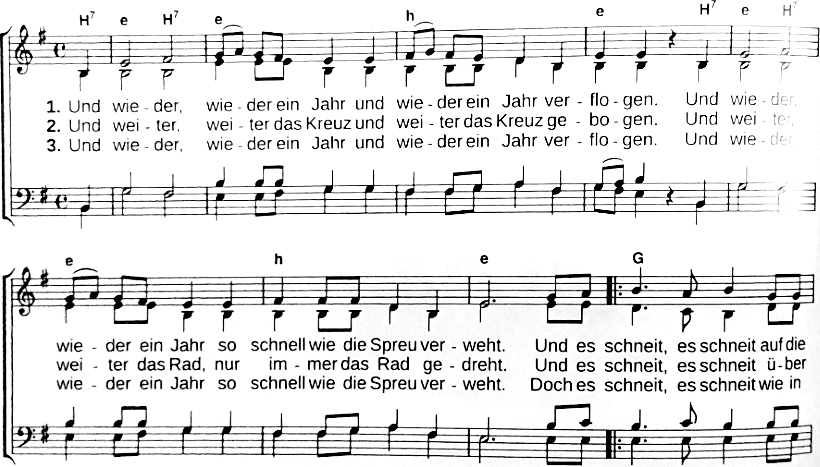 H7 e H7 e h e H7 e H7
1. Und wie - der, wie - der ein Jahr und wie - der ein Jahr ver - flo - gen. Und wie - der,
2. Und wei - ter, wei - ter das Kreuz und wei - ter das Kreuz ge - bo - gen. Und wei - ter,
3. Und wie - der, wie - der ein Jahr und wie - der ein Jahr ver - flo - gen. Und wie - der,
e h e G
wie - der ein Jahr so schnell wie die Spreu ver - weht. Und es schneit, es schneit auf die
wei - ter das Rad, nur im - mer das Rad ge - dreht. Und es schneit, es schneit ü - ber
wie - der ein Jahr so schnell wie die Spreu ver - weht. Doch es schneit, es schneit wie in